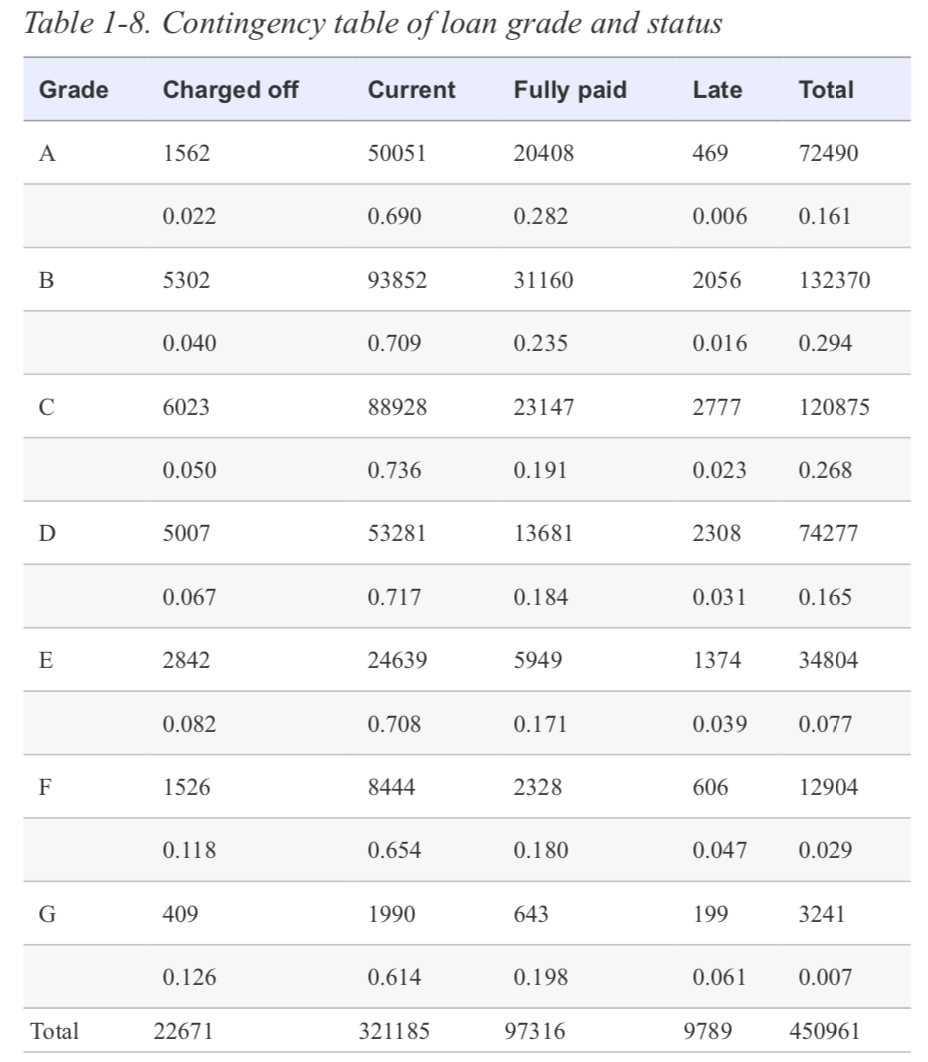 Table 1-8. Contingency table of loan grade and status
Grade Charged off Current Fully paid Late Total
A 1562 50051 20408 469 72490
0.022 0.690 0.282 0.006 0.161
B 5302 93852 31160 2056 132370
0.040 0.709 0.235 0.016 0.294
C 6023 88928 23147 2777 120875
0.050 0.736 0.191 0.023 0.268
D 5007 53281 13681 2308 74277
0.067 0.717 0.184 0.031 0.165
E 2842 24639 5949 1374 34804
0.082 0.708 0.171 0.039 0.077
F 1526 8444 2328 606 12904
0.118 0.654 0.180 0.047 0.029
G 409 1990 643 199 3241
0.126 0.614 0.198 0.061 0.007
Total 22671 321185 97316 9789 450961